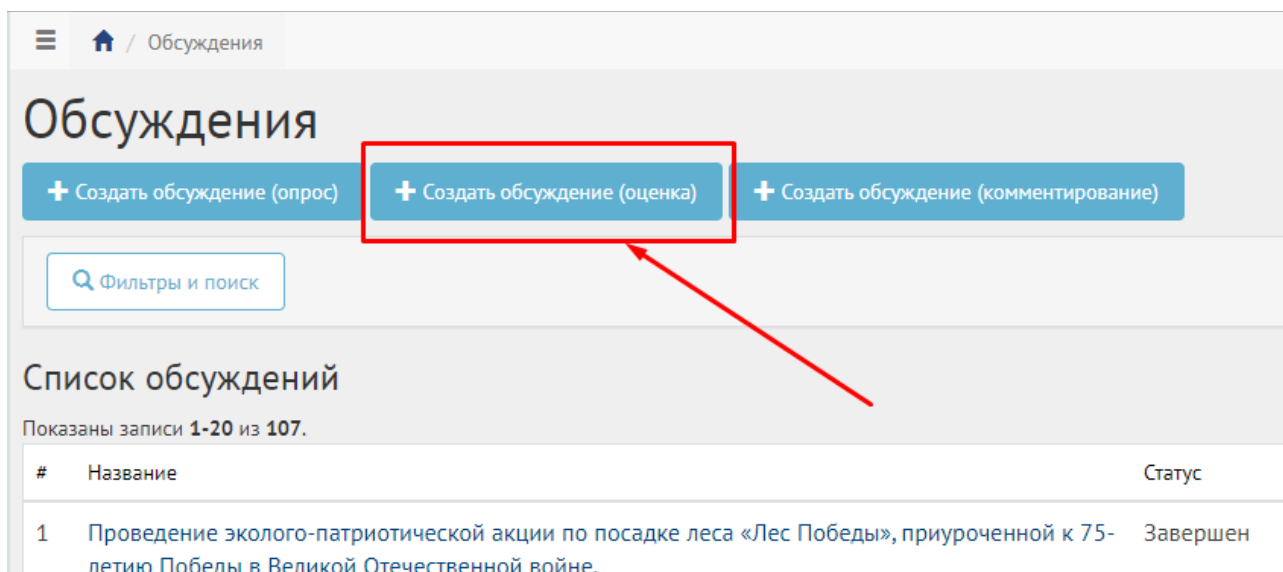 / Обсуждения
Обсуждения
Создать обсуждение (опрос) Создать обсуждение (оценка) Создать обсуждение (комментирование)
Фильтры и поиск
Список обсуждений
Показаны записи 1-20 из 107.
# Название Статус
1 Проведение эколого-патриотической акции по посадке леса «Лес Победы», приуроченной к 75- Завершен
летию Победы в Великой Отечественной войне.